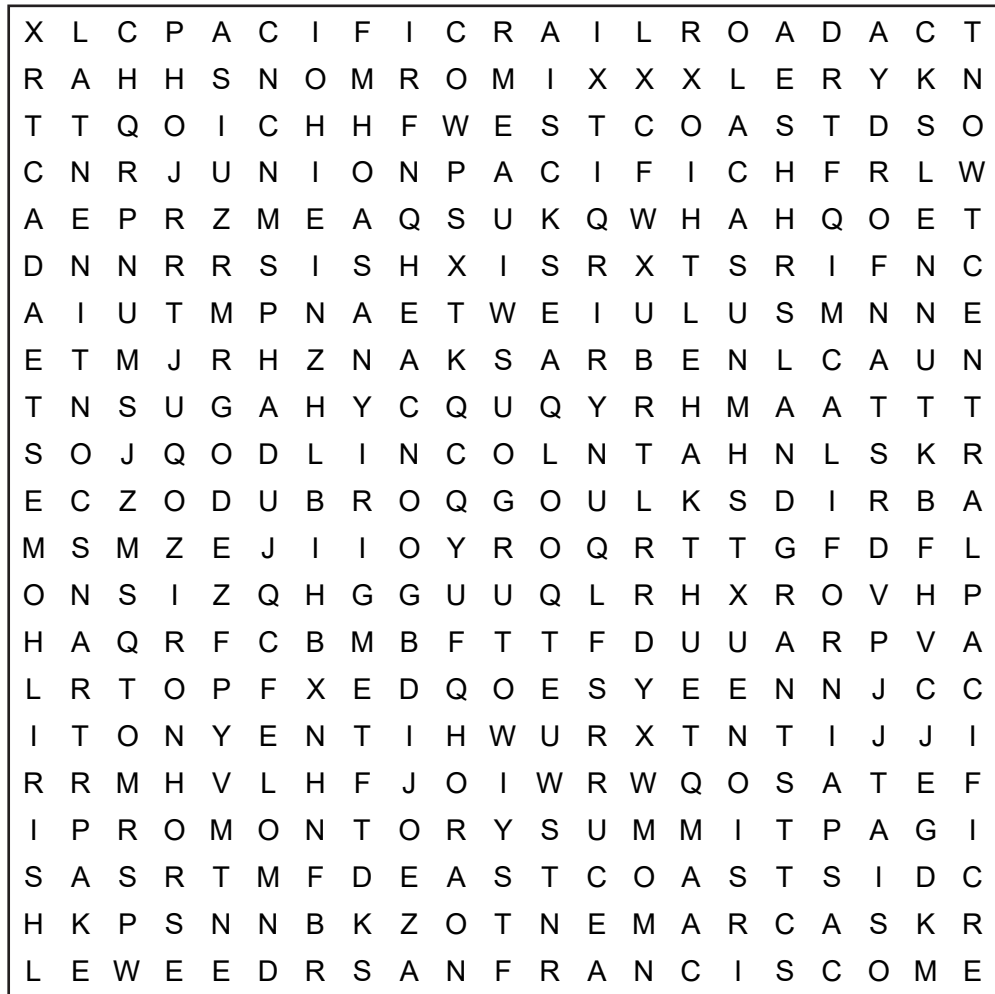 X L C P A C I F I C R A I L R O A D A C T
R A H H S N O M R O M I X X X L E R Y K N
T T Q O I C H H F W E S T C O A S T D S O
C N R J U N I O N P A C I F I C H F R L W
A E P R Z M E A Q S U K Q W H A H Q O E T
D N N R R S I S H X I S R X T S R I F N C
A I U T M P N A E T W E I U L U S M N N E
E T M J R H Z N A K S A R B E N L C A U N
T N S U G A H Y C Q U Q Y R H M A A T T T
S O J Q O D L I N C O L N T A H N L S K R
E C Z O D U B R O Q G O U L K S D I R B A
M S M Z E J I I O Y R O Q R T T G F D F L
O N S I Z Q H G G U U Q L R H X R O V H P
H A Q R F C B M B F T T F D U U A R P V A
L R T O P F X E D Q O E S Y E E N N J C C
I T O N Y E N T I H W U R X T N T I J J I
R R M H V L H F J O I W R W Q O S A T E F
I P R O M O N T O R Y S U M M I T P A G I
S A S R T M F D E A S T C O A S T S I D C
H K P S N N B K Z O T N E M A R C A S K R
L E W E E D R S A N F R A N C I S C O M E